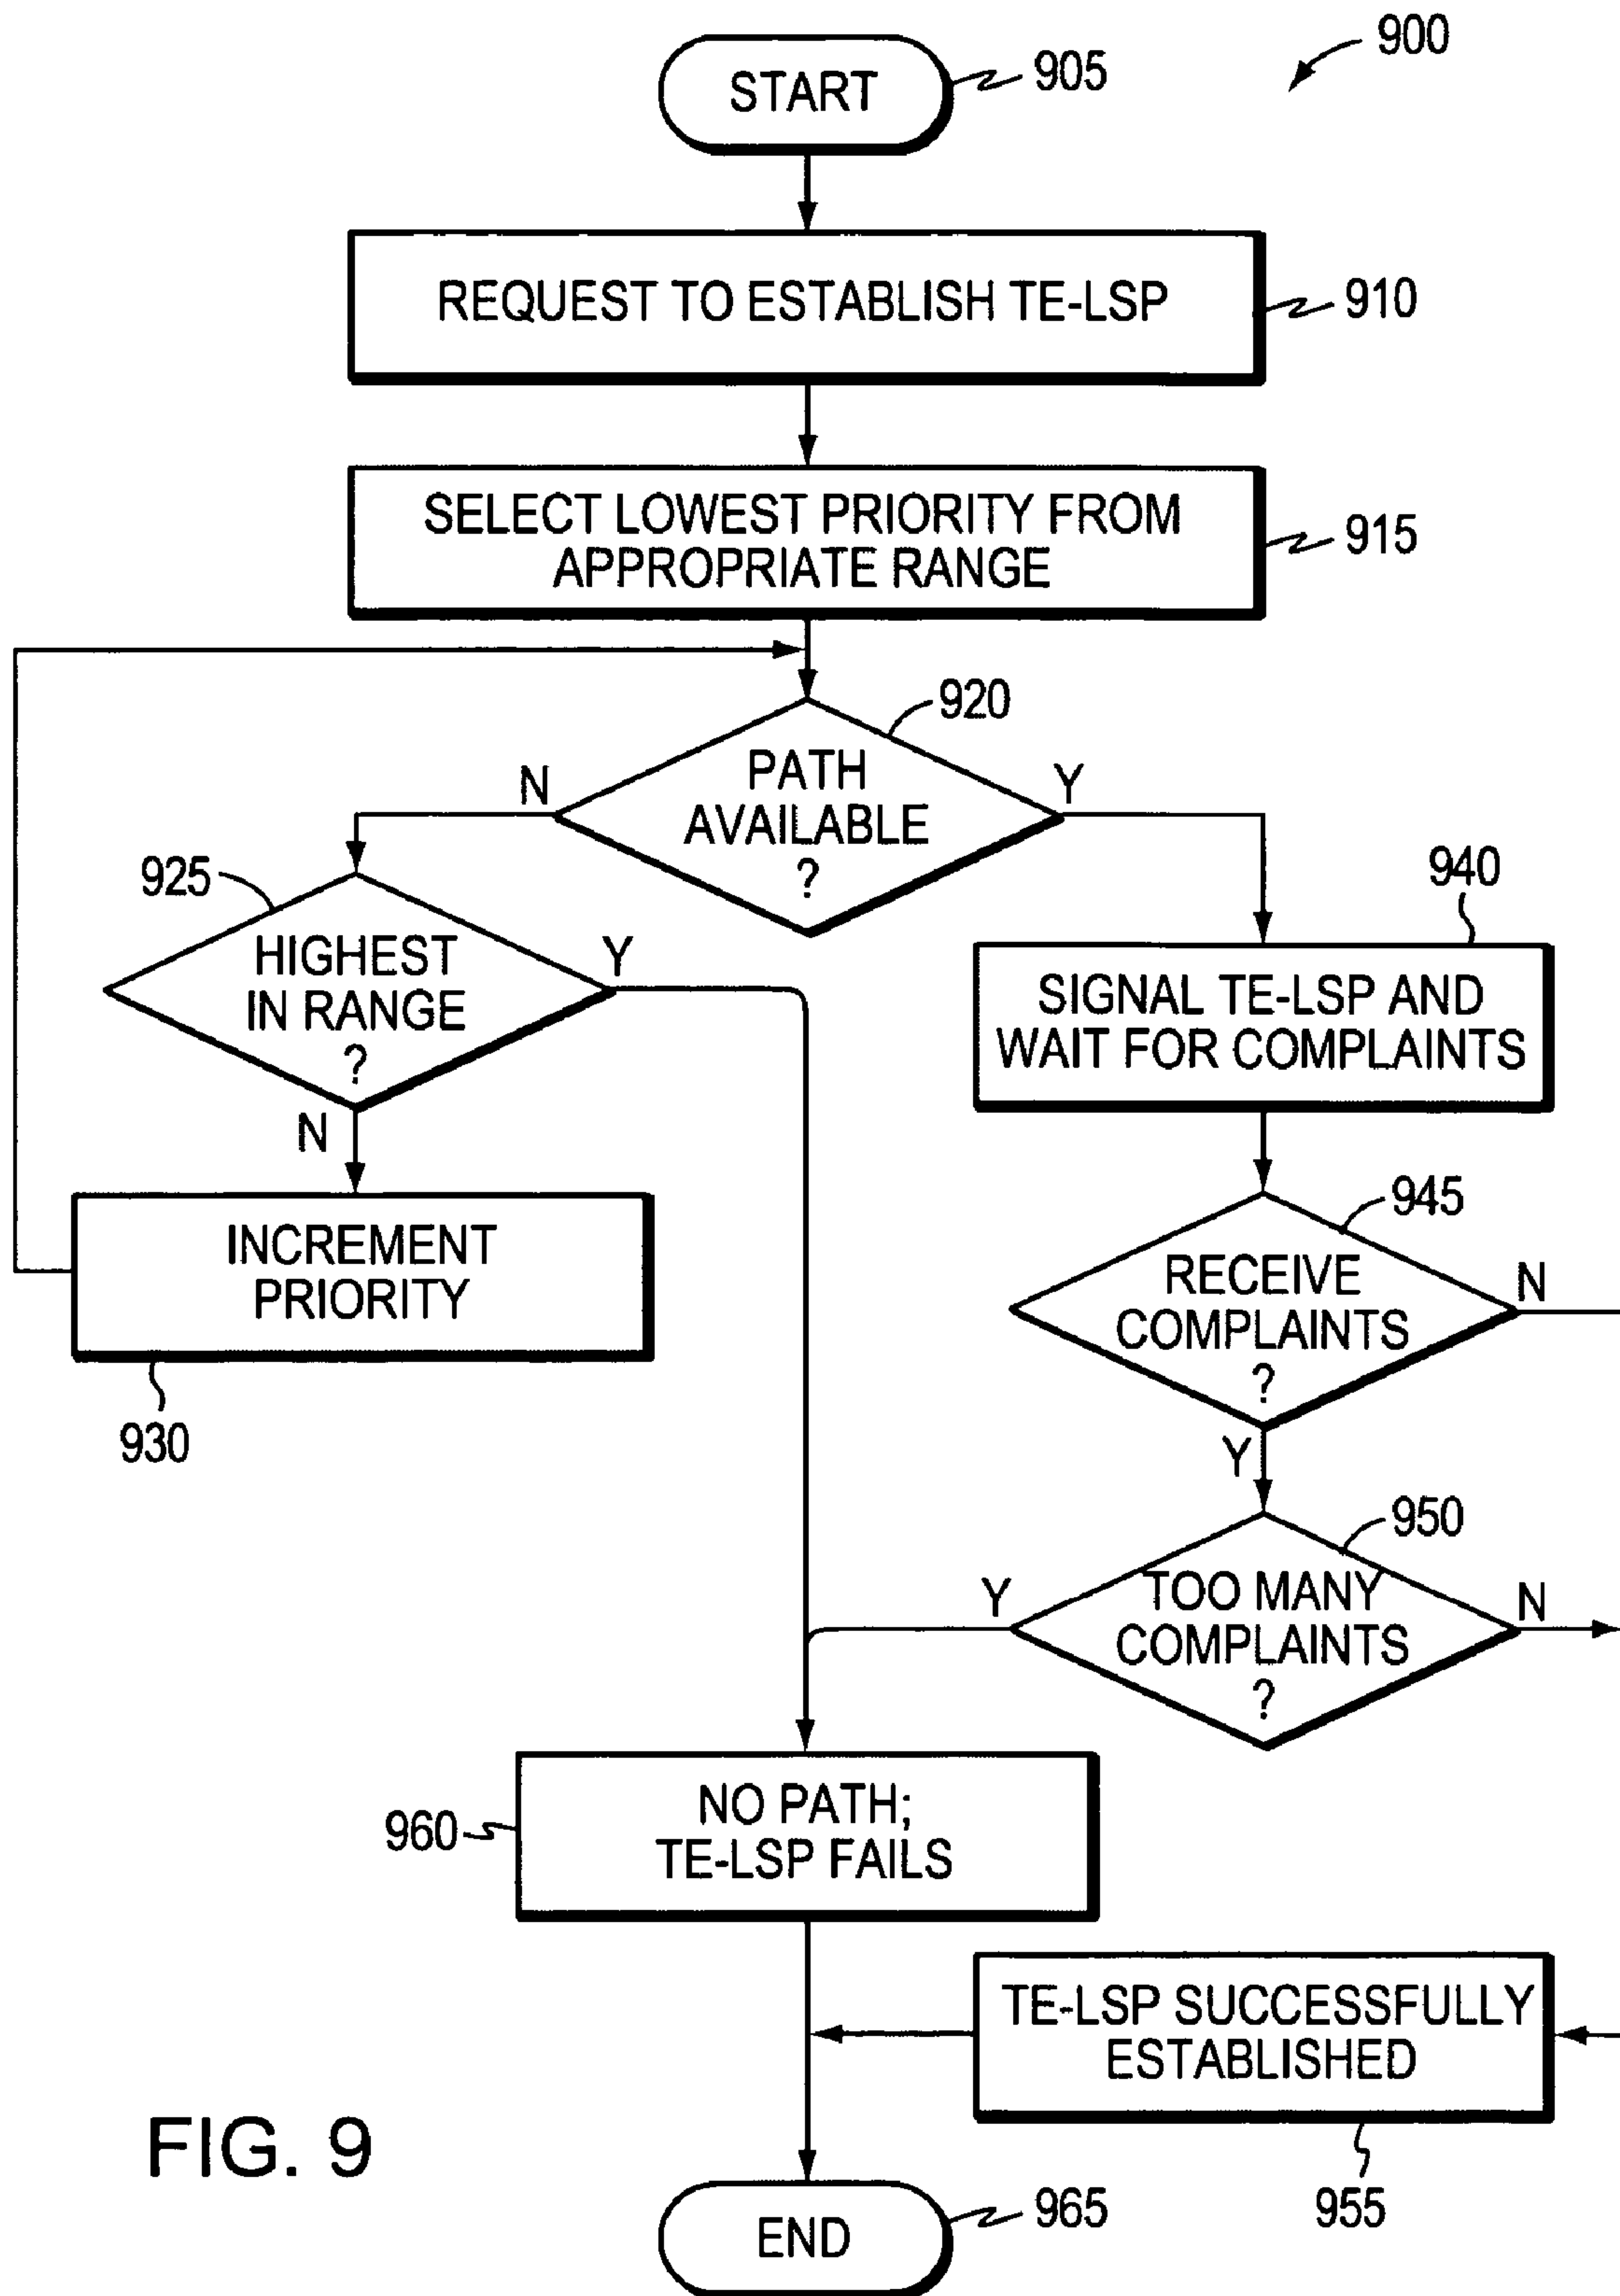 900
START
905
REQUEST TO ESTABLISH TE-LSP
910
SELECT LOWEST PRIORITY FROM
APPROPRIATE RANGE
915
920
PATH
AVAILABLE
?
N
Y
925
HIGHEST
IN RANGE
?
Y
N
940
SIGNAL TE-LSP AND
WAIT FOR COMPLAINTS
INCREMENT
PRIORITY
930
945
RECEIVE
COMPLAINTS
?
N
Y
950
TOO MANY
COMPLAINTS
?
Y
N
NO PATH;
TE-LSP FAILS
960
TE-LSP SUCCESSFULLY
ESTABLISHED
955
END
965
FIG. 9